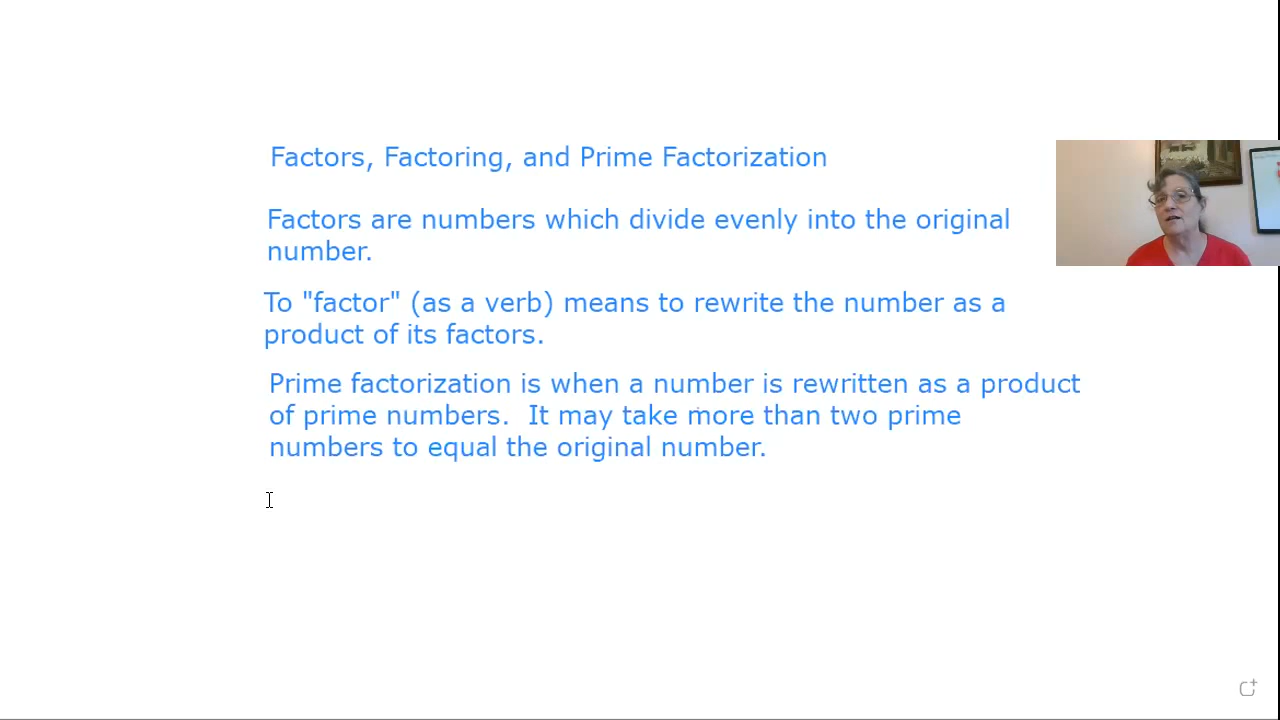 Factors, Factoring, and Prime Factorization
Factors are numbers which divide evenly into the original
number.
To "factor" (as a verb) means to rewrite the number as a
product of its factors.
Prime factorization is when a number is rewritten as a product
of prime numbers.  It may take more than two prime
numbers to equal the original number.